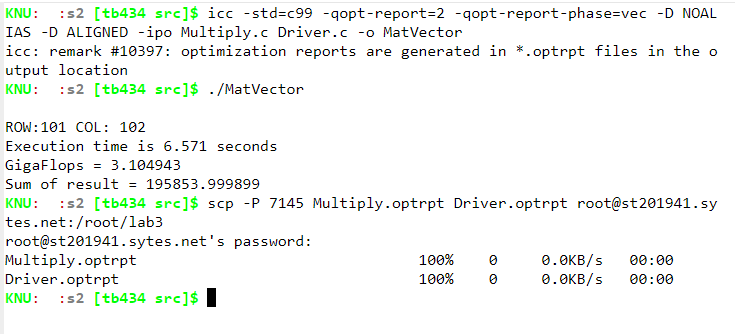 KNU:  :s2 [tb434 src]$ icc -std=c99 -qopt-report=2 -qopt-report-phase=vec -D NOAL
IAS -D ALIGNED -ipo Multiply.c Driver.c -o MatVector
icc: remark #10397: optimization reports are generated in *.optrpt files in the o
utput location
KNU:  :s2 [tb434 src]$ ./MatVector

ROW:101 COL: 102
Execution time is 6.571 seconds
GigaFlops = 3.104943
Sum of result = 195853.999899
KNU:  :s2 [tb434 src]$ scp -P 7145 Multiply.optrpt Driver.optrpt root@st201941.sy
tes.net:/root/lab3
root@st201941.sytes.net's password:
Multiply.optrpt                                    100%    0     0.0KB/s   00:00
Driver.optrpt                                      100%    0     0.0KB/s   00:00
KNU:  :s2 [tb434 src]$